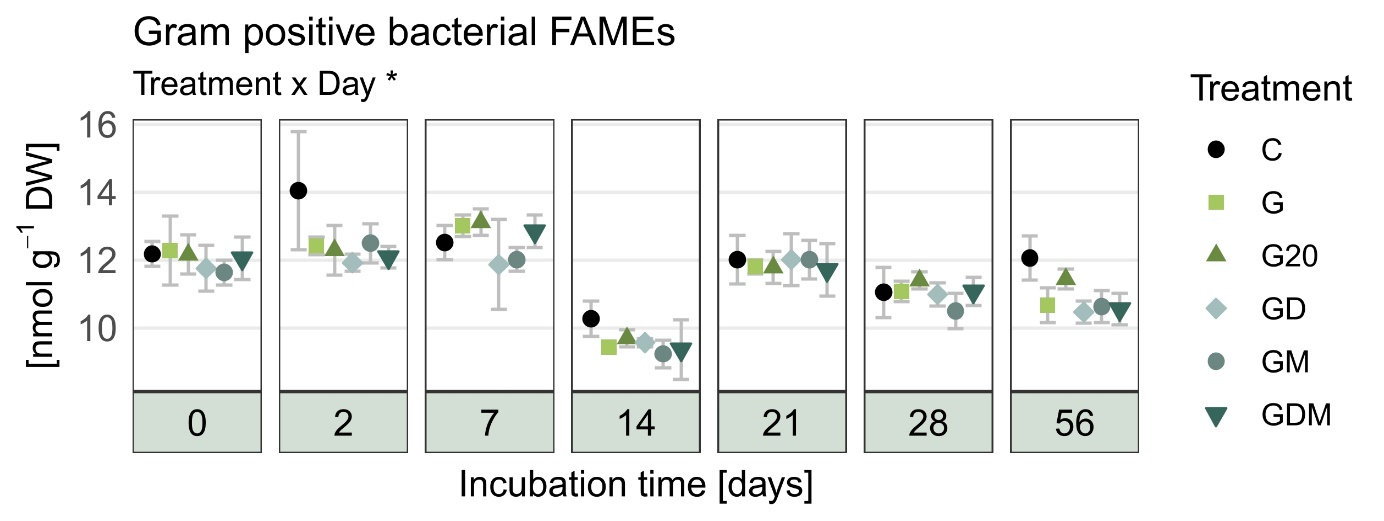 Gram positive bacterial FAMEs
Treatment x Day *
[nmol g⁻¹ DW]
16
14
12
10
0 2 7 14 21 28 56
Incubation time [days]
Treatment
C
G
G20
GD
GM
GDM